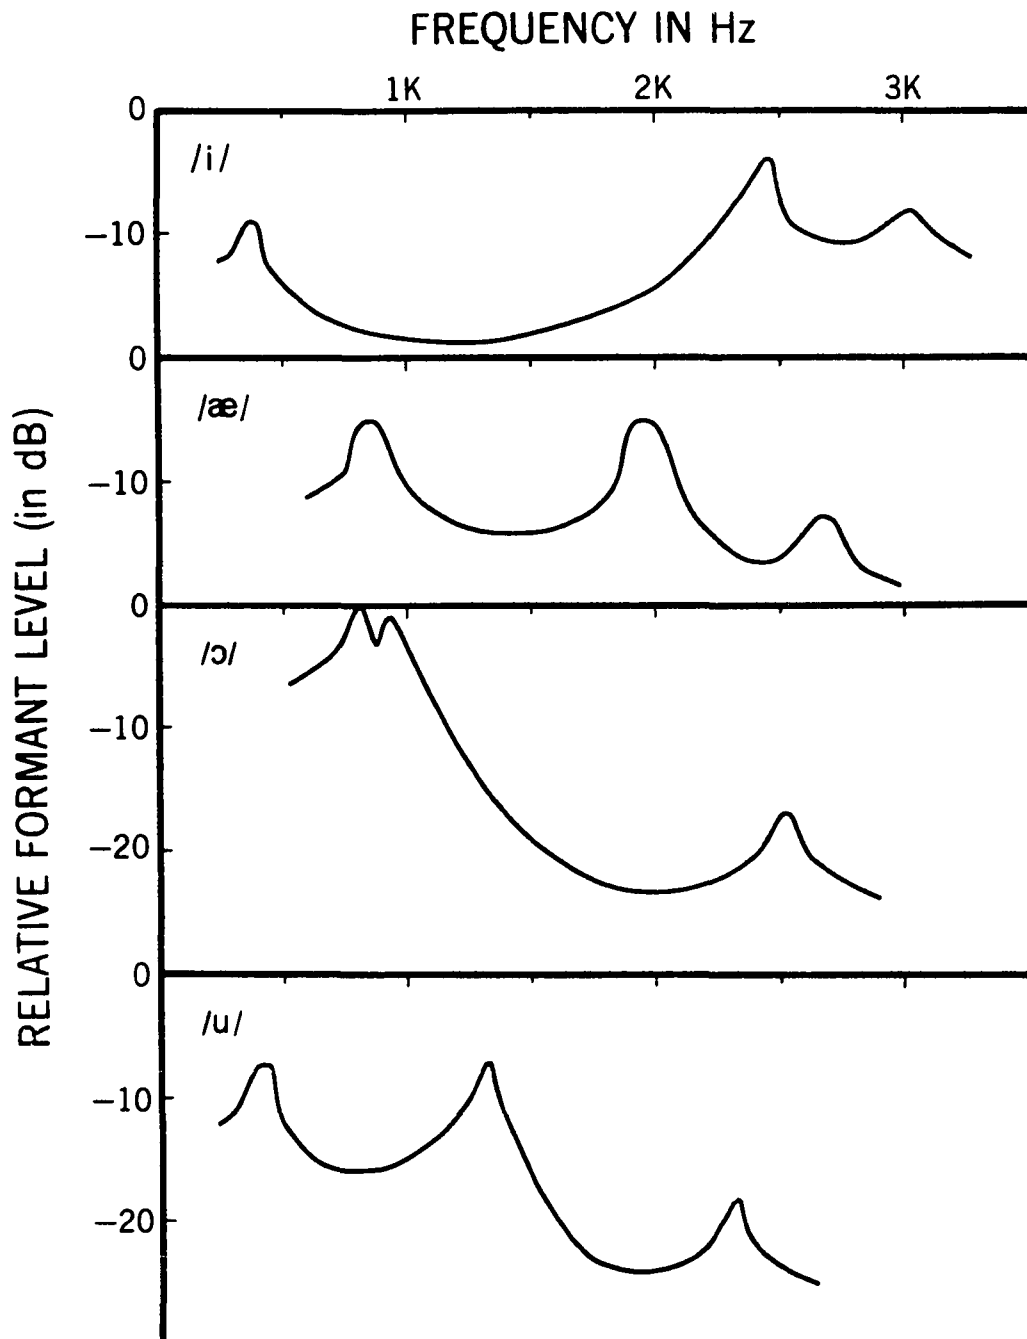 FREQUENCY IN Hz
1K 2K 3K
RELATIVE FORMANT LEVEL (in dB)
0
/i/
−10
0
/æ/
−10
0
/ɔ/
−10
−20
0
/u/
−10
−20